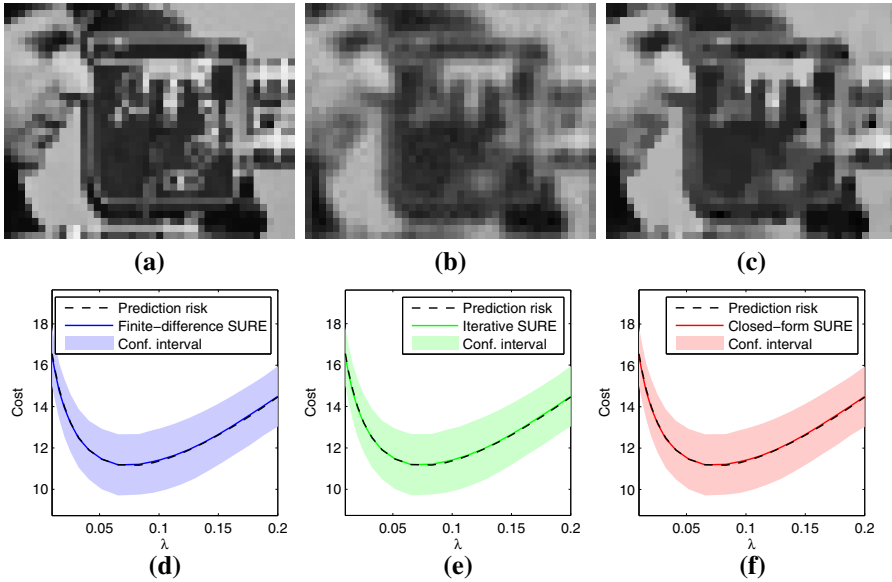 (a)
(b)
(c)
18
16
14
12
10
Cost
Prediction risk
Finite−difference SURE
Conf. interval
0.05
0.1
0.15
0.2
λ
(d)
18
16
14
12
10
Cost
Prediction risk
Iterative SURE
Conf. interval
0.05
0.1
0.15
0.2
λ
(e)
18
16
14
12
10
Cost
Prediction risk
Closed−form SURE
Conf. interval
0.05
0.1
0.15
0.2
λ
(f)